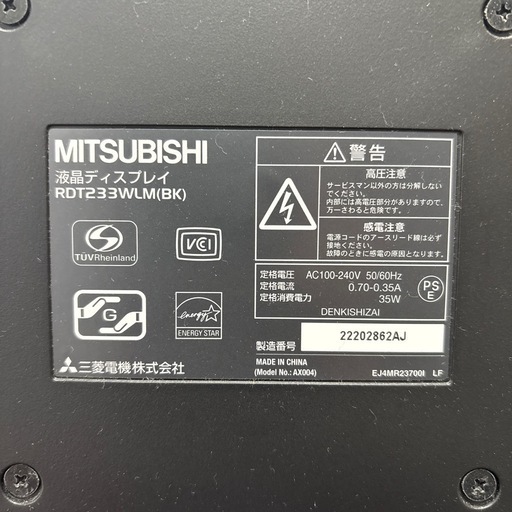 MITSUBISHI
液晶ディスプレイ
RDT233WLM(BK)
TÜVRheinland
VCCI
G
energy
ENERGY STAR
三菱電機株式会社
警告
高圧注意
サービスマン以外の方は分解しない
でください。
内部には高電圧部分がありますので、
万一さわると危険です。
感電注意
電源コードのアースリード線は必ず
接地ください。
故障のときに感電の原因となります。
定格電圧 AC100-240V 50/60Hz
定格電流 0.70-0.35A
定格消費電力 35W
DENKISHIZAI
PS
E
製造番号 22202862AJ
MADE IN CHINA
(Model No.: AX004) EJ4MR23700I LF